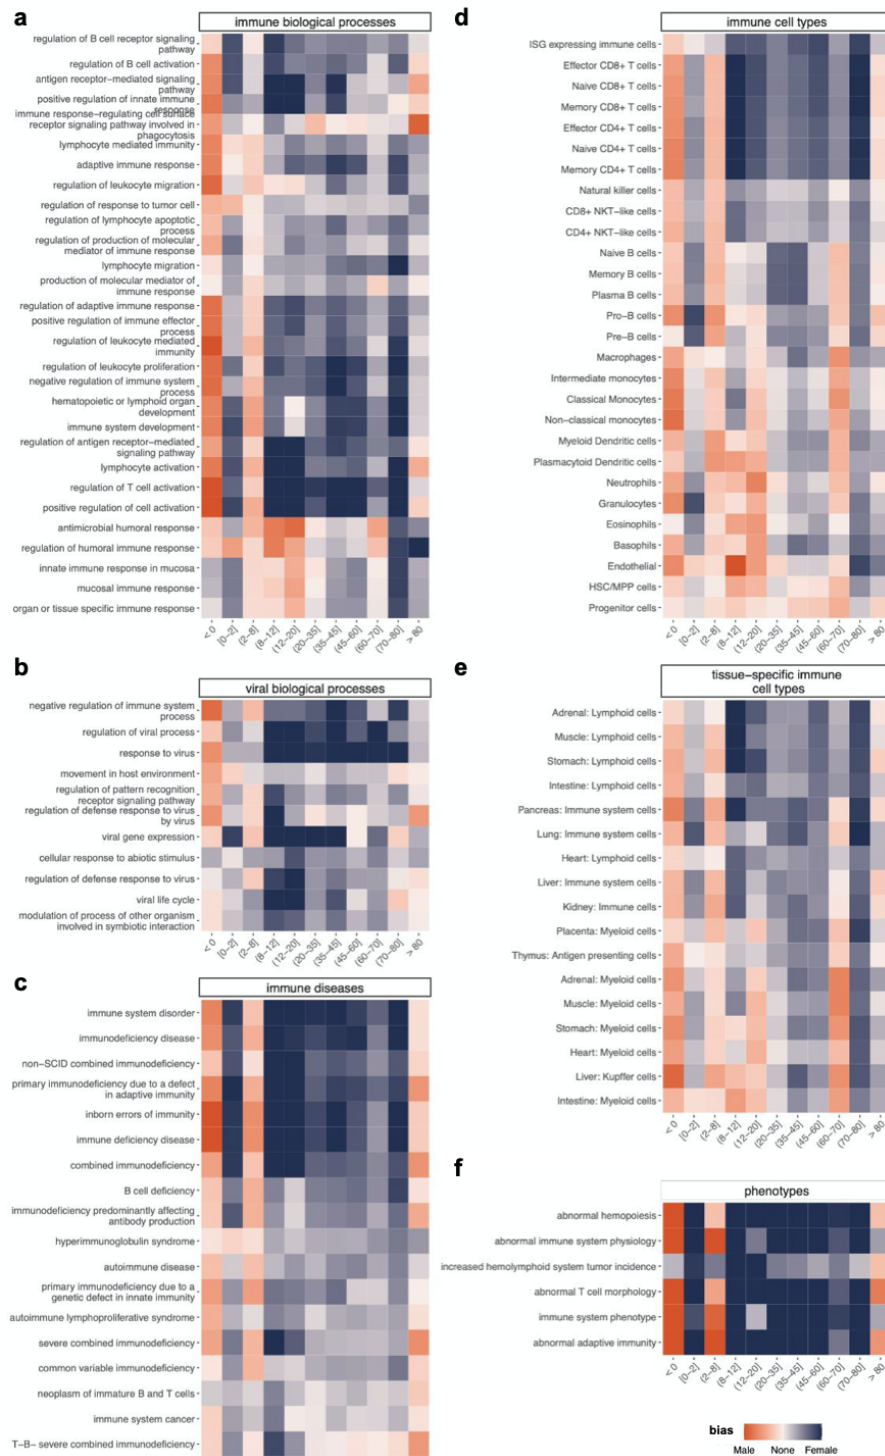 a
immune biological processes
regulation of B cell receptor signaling
pathway
regulation of B cell activation
antigen receptor−mediated signaling
pathway
positive regulation of innate immune
response
immune response−regulating cell surface
receptor signaling pathway involved in
phagocytosis
lymphocyte mediated immunity
adaptive immune response
regulation of leukocyte migration
regulation of response to tumor cell
regulation of lymphocyte apoptotic
process
regulation of production of molecular
mediator of immune response
lymphocyte migration
production of molecular mediator of
immune response
regulation of adaptive immune response
positive regulation of immune effector
process
regulation of leukocyte mediated
immunity
regulation of leukocyte proliferation
negative regulation of immune system
process
hematopoietic or lymphoid organ
development
immune system development
regulation of antigen receptor−mediated
signaling pathway
lymphocyte activation
regulation of T cell activation
positive regulation of cell activation
antimicrobial humoral response
regulation of humoral immune response
innate immune response in mucosa
mucosal immune response
organ or tissue specific immune response
< 0
[0−2]
(2−8]
(8−12]
(12−20]
(20−35]
(35−45]
(45−60]
(60−70]
(70−80]
> 80
b
viral biological processes
negative regulation of immune system
process
regulation of viral process
response to virus
movement in host environment
regulation of pattern recognition
receptor signaling pathway
regulation of defense response to virus
by virus
viral gene expression
cellular response to abiotic stimulus
regulation of defense response to virus
viral life cycle
modulation of process of other organism
involved in symbiotic interaction
< 0
[0−2]
(2−8]
(8−12]
(12−20]
(20−35]
(35−45]
(45−60]
(60−70]
(70−80]
> 80
c
immune diseases
immune system disorder
immunodeficiency disease
non−SCID combined immunodeficiency
primary immunodeficiency due to a defect
in adaptive immunity
inborn errors of immunity
immune deficiency disease
combined immunodeficiency
B cell deficiency
immunodeficiency predominantly affecting
antibody production
hyperimmunoglobulin syndrome
autoimmune disease
primary immunodeficiency due to a
genetic defect in innate immunity
autoimmune lymphoproliferative syndrome
severe combined immunodeficiency
common variable immunodeficiency
neoplasm of immature B and T cells
immune system cancer
T−B− severe combined immunodeficiency
d
immune cell types
ISG expressing immune cells
Effector CD8+ T cells
Naive CD8+ T cells
Memory CD8+ T cells
Effector CD4+ T cells
Naive CD4+ T cells
Memory CD4+ T cells
Natural killer cells
CD8+ NKT−like cells
CD4+ NKT−like cells
Naive B cells
Memory B cells
Plasma B cells
Pro−B cells
Pre−B cells
Macrophages
Intermediate monocytes
Classical Monocytes
Non−classical monocytes
Myeloid Dendritic cells
Plasmacytoid Dendritic cells
Neutrophils
Granulocytes
Eosinophils
Basophils
Endothelial
HSC/MPP cells
Progenitor cells
< 0
[0−2]
(2−8]
(8−12]
(12−20]
(20−35]
(35−45]
(45−60]
(60−70]
(70−80]
> 80
e
tissue−specific immune
cell types
Adrenal: Lymphoid cells
Muscle: Lymphoid cells
Stomach: Lymphoid cells
Intestine: Lymphoid cells
Pancreas: Immune system cells
Lung: Immune system cells
Heart: Lymphoid cells
Liver: Immune system cells
Kidney: Immune cells
Placenta: Myeloid cells
Thymus: Antigen presenting cells
Adrenal: Myeloid cells
Muscle: Myeloid cells
Stomach: Myeloid cells
Heart: Myeloid cells
Liver: Kupffer cells
Intestine: Myeloid cells
< 0
[0−2]
(2−8]
(8−12]
(12−20]
(20−35]
(35−45]
(45−60]
(60−70]
(70−80]
> 80
f
phenotypes
abnormal hemopoiesis
abnormal immune system physiology
increased hemolymphoid system tumor incidence
abnormal T cell morphology
immune system phenotype
abnormal adaptive immunity
< 0
[0−2]
(2−8]
(8−12]
(12−20]
(20−35]
(35−45]
(45−60]
(60−70]
(70−80]
> 80
bias
Male None Female